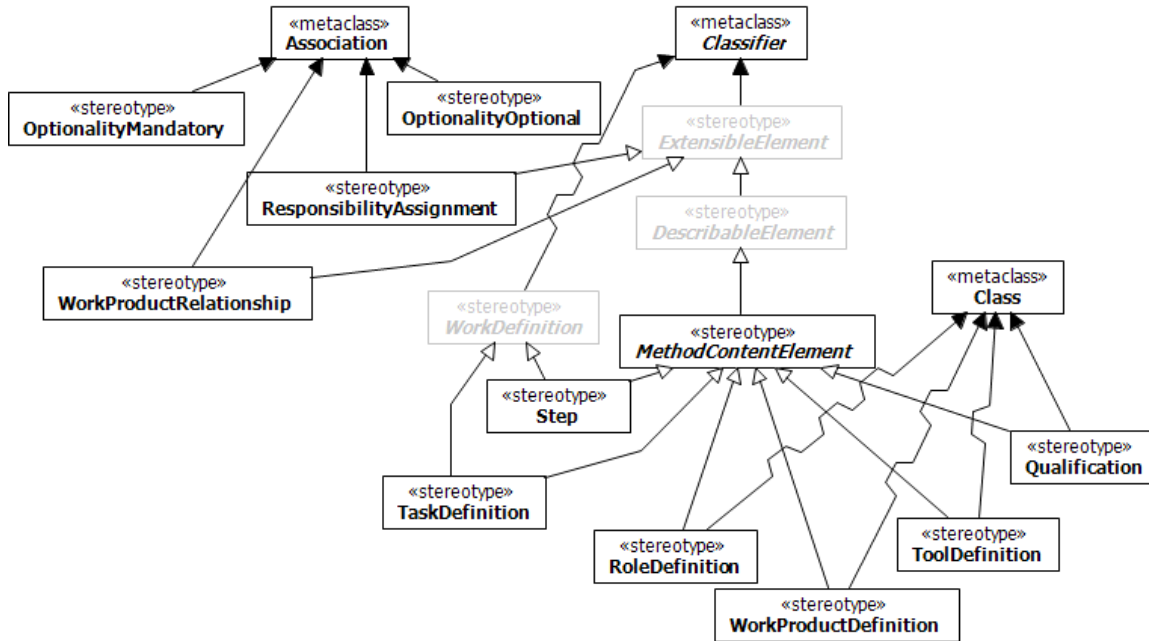 «metaclass»
Association
«metaclass»
Classifier
«stereotype»
OptionalityMandatory
«stereotype»
OptionalityOptional
«stereotype»
ExtensibleElement
«stereotype»
ResponsibilityAssignment
«stereotype»
DescribableElement
«stereotype»
WorkProductRelationship
«metaclass»
Class
«stereotype»
WorkDefinition
«stereotype»
MethodContentElement
«stereotype»
Step
«stereotype»
Qualification
«stereotype»
TaskDefinition
«stereotype»
RoleDefinition
«stereotype»
ToolDefinition
«stereotype»
WorkProductDefinition